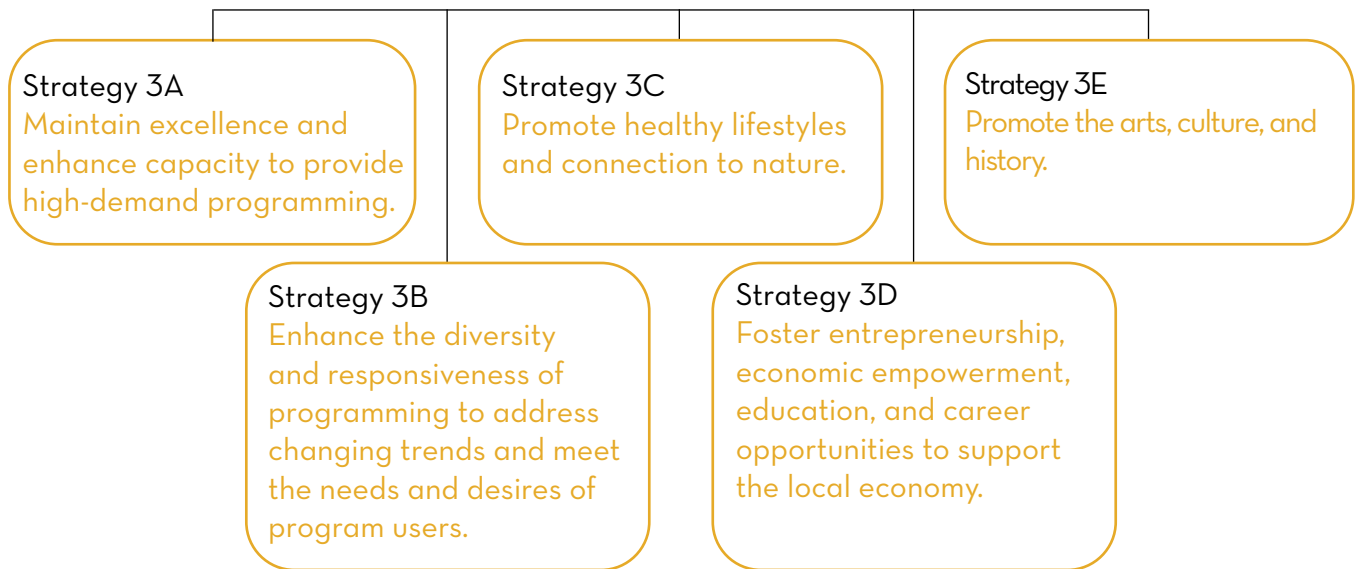 Strategy 3A
Maintain excellence and
enhance capacity to provide
high-demand programming.
Strategy 3B
Enhance the diversity
and responsiveness of
programming to address
changing trends and meet
the needs and desires of
program users.
Strategy 3C
Promote healthy lifestyles
and connection to nature.
Strategy 3D
Foster entrepreneurship,
economic empowerment,
education, and career
opportunities to support
the local economy.
Strategy 3E
Promote the arts, culture, and
history.